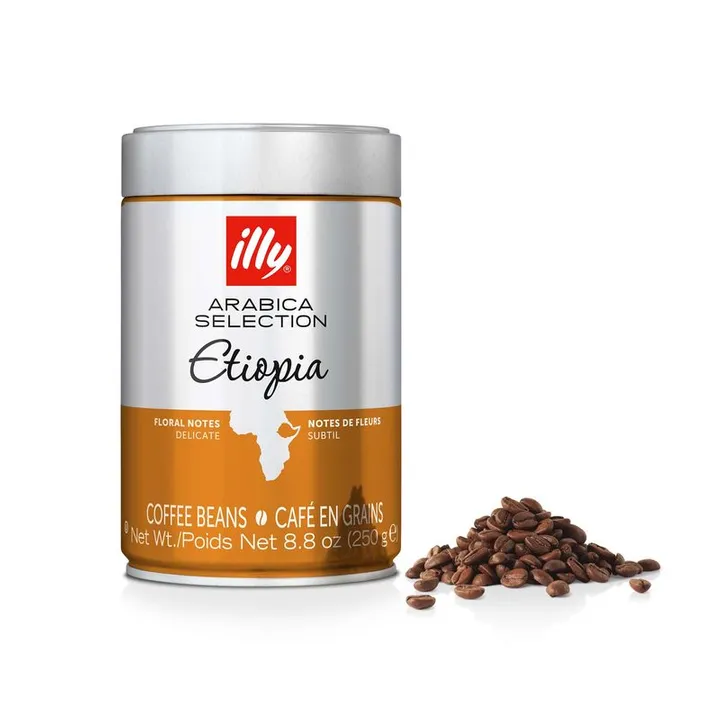 illy®
ARABICA
SELECTION
Etiopia
FLORAL NOTES
DELICATE
NOTES DE FLEURS
SUBTIL
COFFEE BEANS CAFÉ EN GRAINS
Net Wt./Poids Net 8.8 oz (250 g ℮)